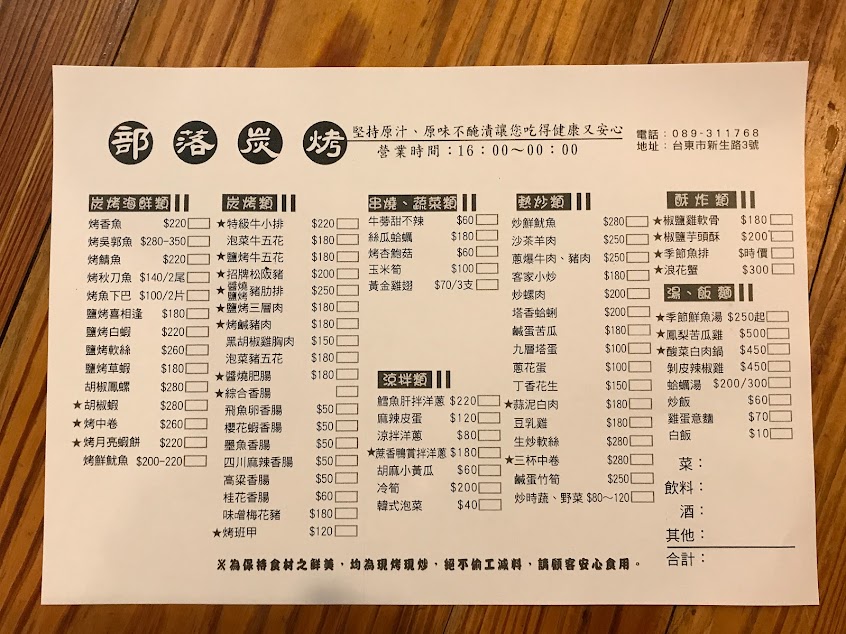 部落炭烤
堅持原汁、原味不醃漬讓您吃得健康又安心
營業時間：16：00～00：00
電話：089-311768
地址：台東市新生路3號
炭烤海鮮類
烤香魚 $220
烤吳郭魚 $280-350
烤鯖魚 $220
烤秋刀魚 $140/2尾
烤魚下巴 $100/2片
鹽烤喜相逢 $180
鹽烤白蝦 $220
鹽烤軟絲 $260
鹽烤草蝦 $180
胡椒鳳螺 $280
★胡椒蝦 $280
★烤中卷 $260
★烤月亮蝦餅 $220
烤鮮魷魚 $200-220
炭烤類
★特級牛小排 $220
泡菜牛五花 $180
★鹽烤牛五花 $180
★招牌松阪豬 $200
★醬燒鹽烤豬肋排 $250
★鹽烤三層肉 $180
★烤鹹豬肉 $180
黑胡椒雞胸肉 $150
泡菜豬五花 $180
★醬燒肥腸 $180
★綜合香腸
飛魚卵香腸 $50
櫻花蝦香腸 $50
墨魚香腸 $50
四川麻辣香腸 $50
高粱香腸 $50
桂花香腸 $60
味噌梅花豬 $180
★烤班甲 $120
串燒、蔬菜類
牛蒡甜不辣 $60
絲瓜蛤蠣 $180
烤杏鮑菇 $60
玉米筍 $100
黃金雞翅 $70/3支
涼拌類
鱈魚肝拌洋蔥 $220
麻辣皮蛋 $120
涼拌洋蔥 $80
★蔗香鴨賞拌洋蔥 $180
胡麻小黃瓜 $60
冷筍 $200
韓式泡菜 $40
熱炒類
炒鮮魷魚 $280
沙茶羊肉 $250
蔥爆牛肉、豬肉 $250
客家小炒 $180
炒螺肉 $200
塔香蛤蜊 $200
鹹蛋苦瓜 $180
九層塔蛋 $100
蔥花蛋 $100
丁香花生 $150
★蒜泥白肉 $180
豆乳雞 $180
生炒軟絲 $280
★三杯中卷 $280
鹹蛋竹筍 $250
炒時蔬、野菜 $80～120
酥炸類
★椒鹽雞軟骨 $180
★椒鹽芋頭酥 $200
★季節魚排 $時價
★浪花蟹 $300
湯、飯類
★季節鮮魚湯 $250起
★鳳梨苦瓜雞 $500
★酸菜白肉鍋 $450
剝皮辣椒雞 $450
蛤蠣湯 $200/300
炒飯 $60
雞蛋意麵 $70
白飯 $10
菜：
飲料：
酒：
其他：
合計：
※為保持食材之鮮美，均為現烤現炒，絕不偷工減料，請顧客安心食用。